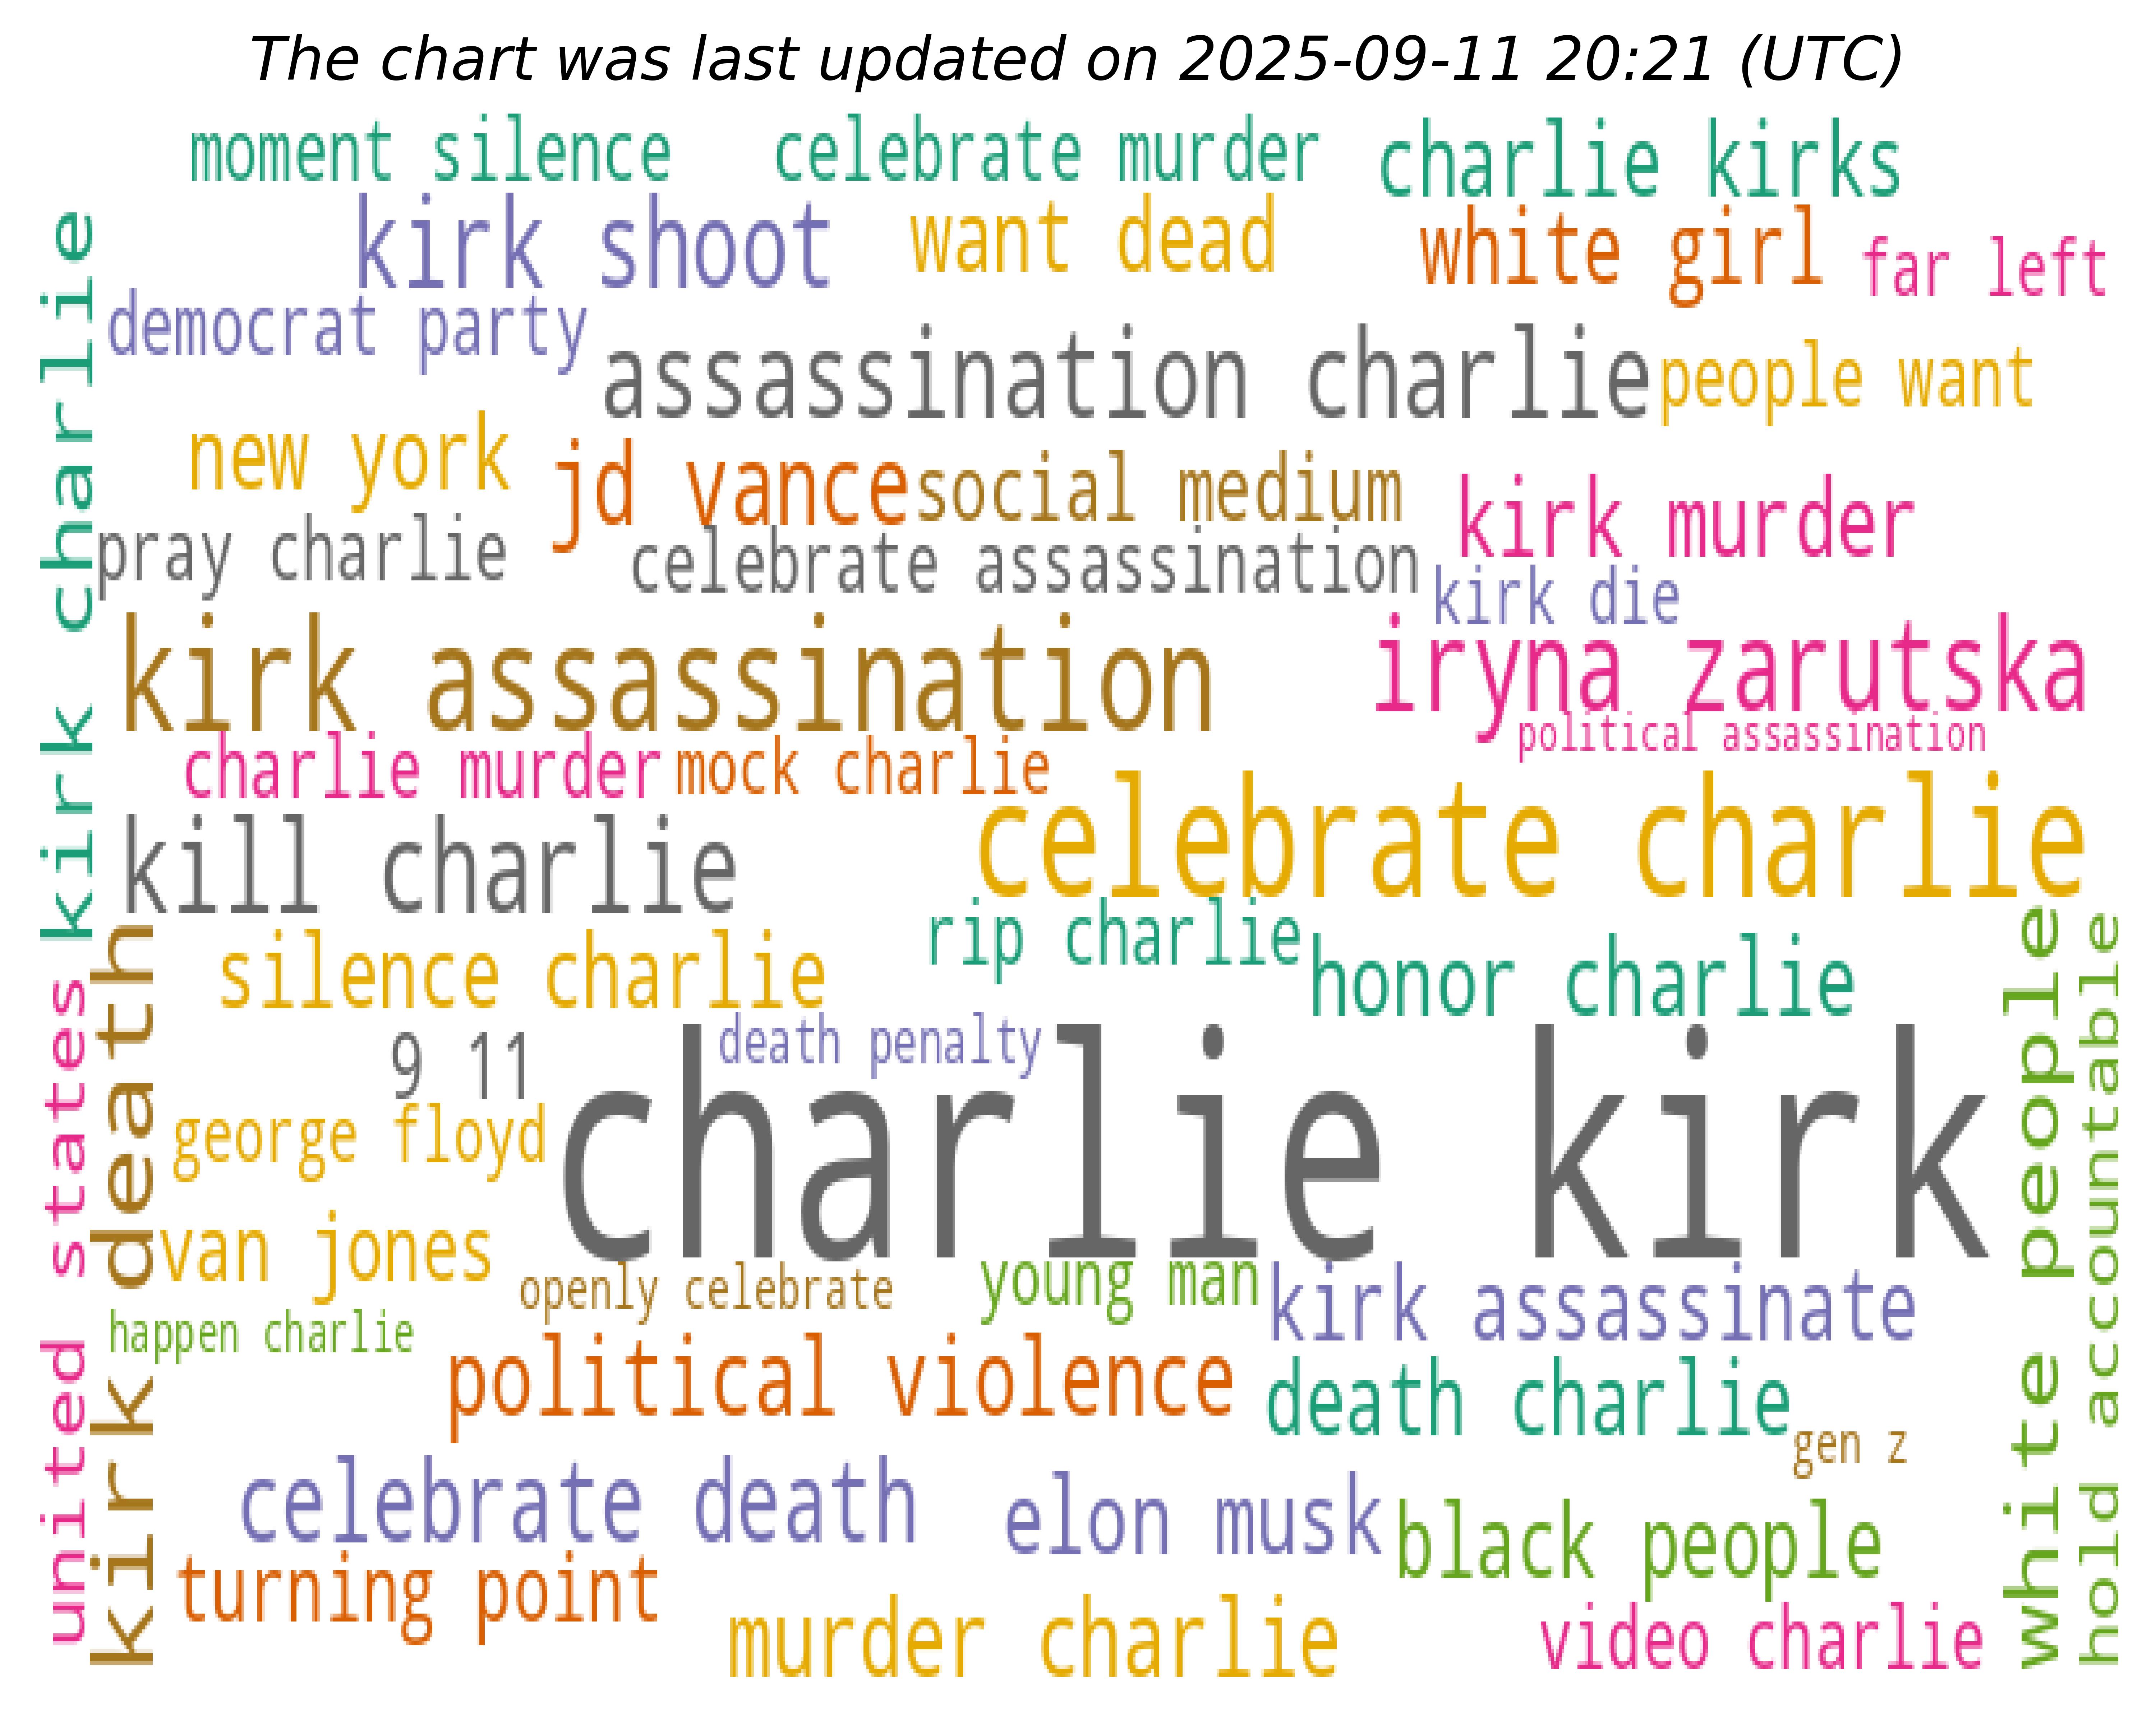 The chart was last updated on 2025-09-11 20:21 (UTC)
moment silence
celebrate murder
charlie kirks
kirk shoot
want dead
white girl
far left
democrat party
assassination charlie
people want
new york
jd vance
social medium
kirk murder
pray charlie
celebrate assassination
kirk die
kirk charlie
kirk assassination
iryna zarutska
political assassination
charlie murder
mock charlie
celebrate charlie
kill charlie
rip charlie
silence charlie
honor charlie
9 11
death penalty
charlie kirk
george floyd
van jones
openly celebrate
young man
kirk assassinate
happen charlie
political violence
death charlie
gen z
celebrate death
elon musk
black people
turning point
murder charlie
video charlie
united states
kirk death
white people
hold accountable